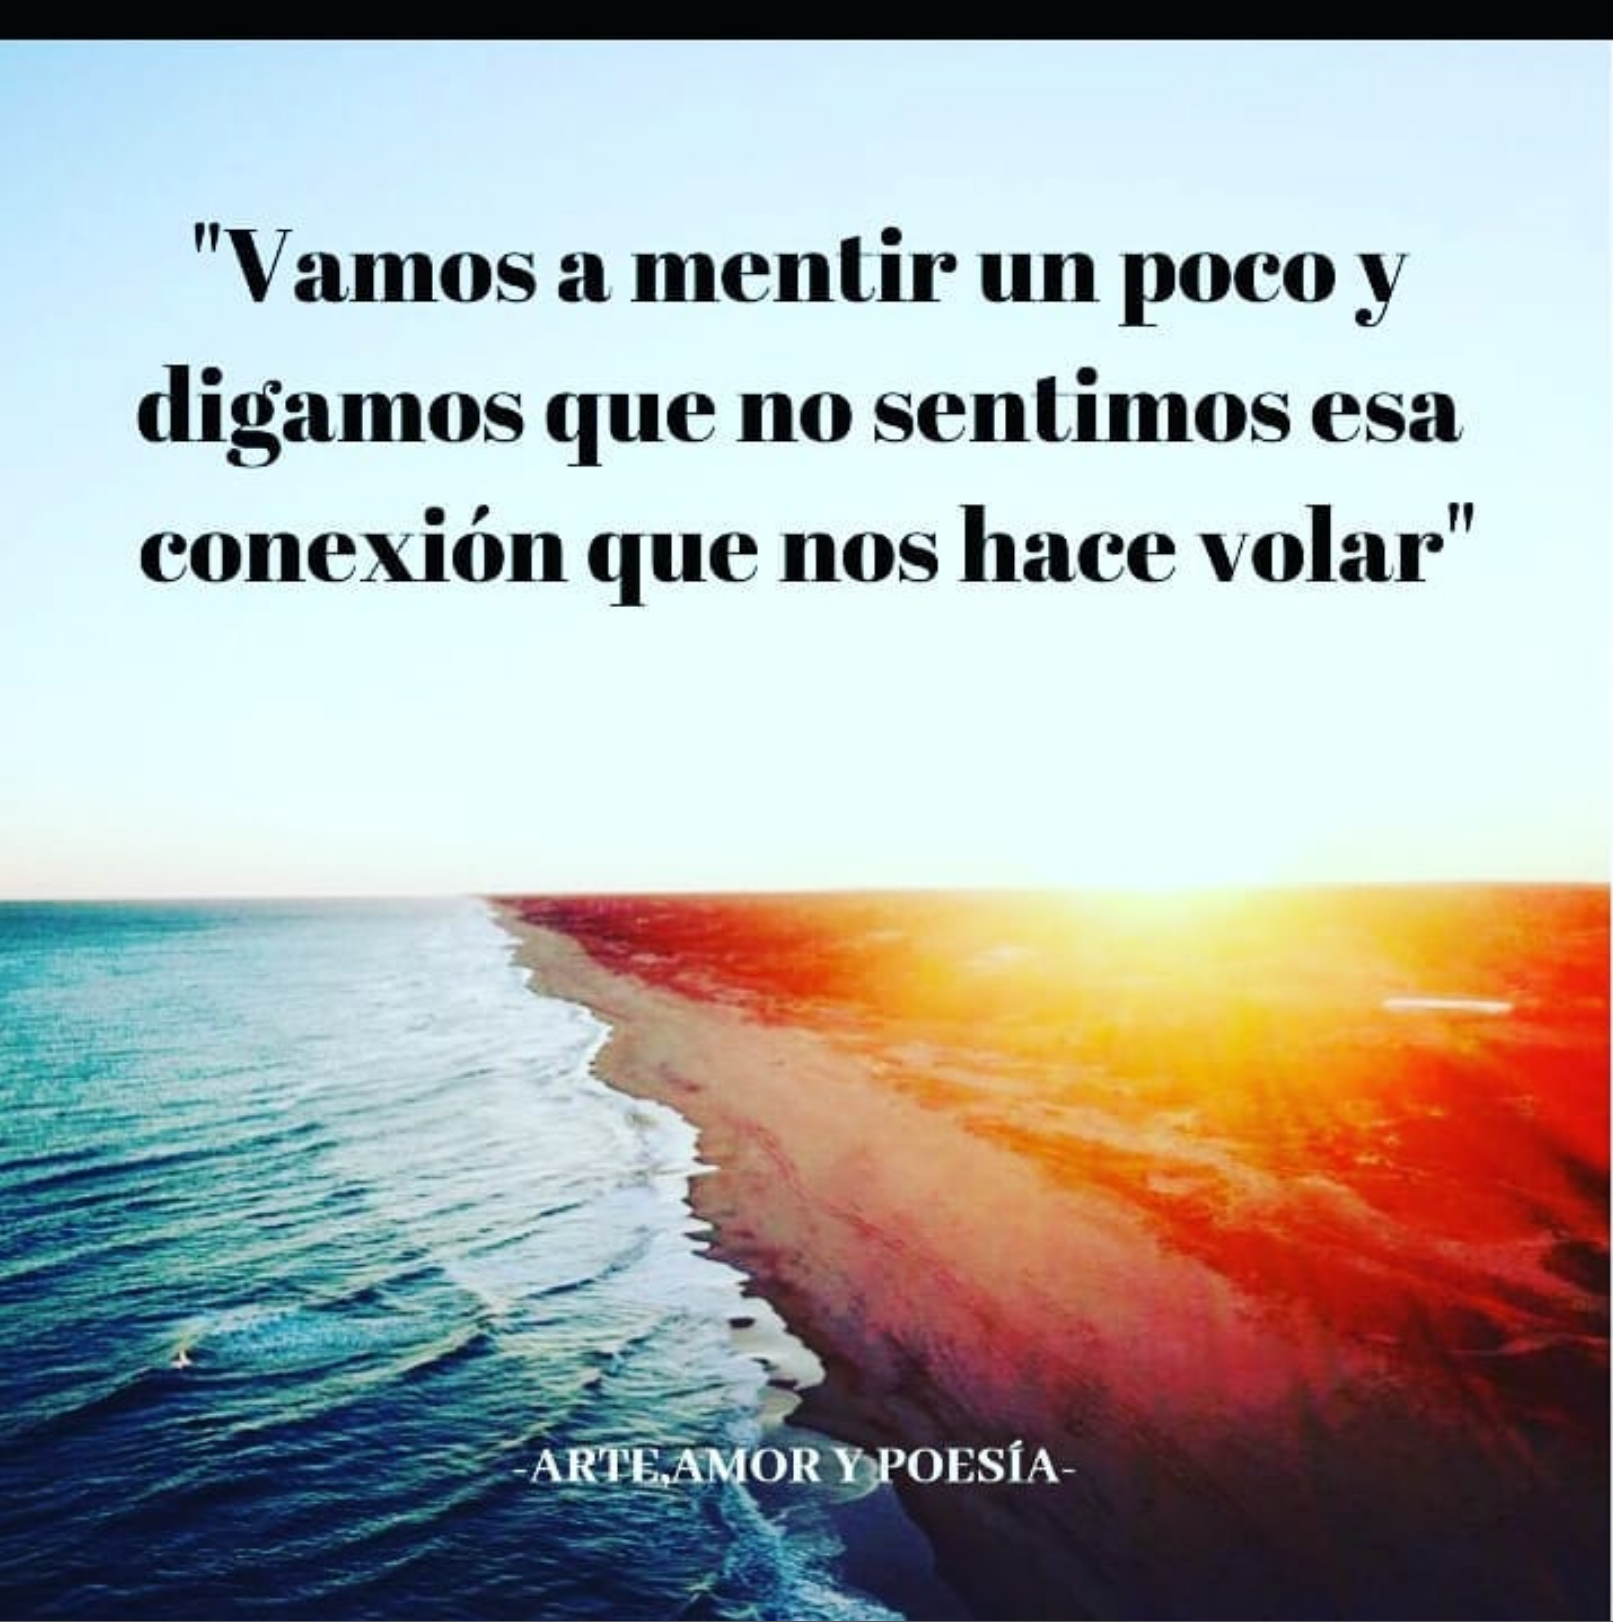 "Vamos a mentir un poco y
digamos que no sentimos esa
conexión que nos hace volar"
-ARTE,AMOR Y POESÍA-